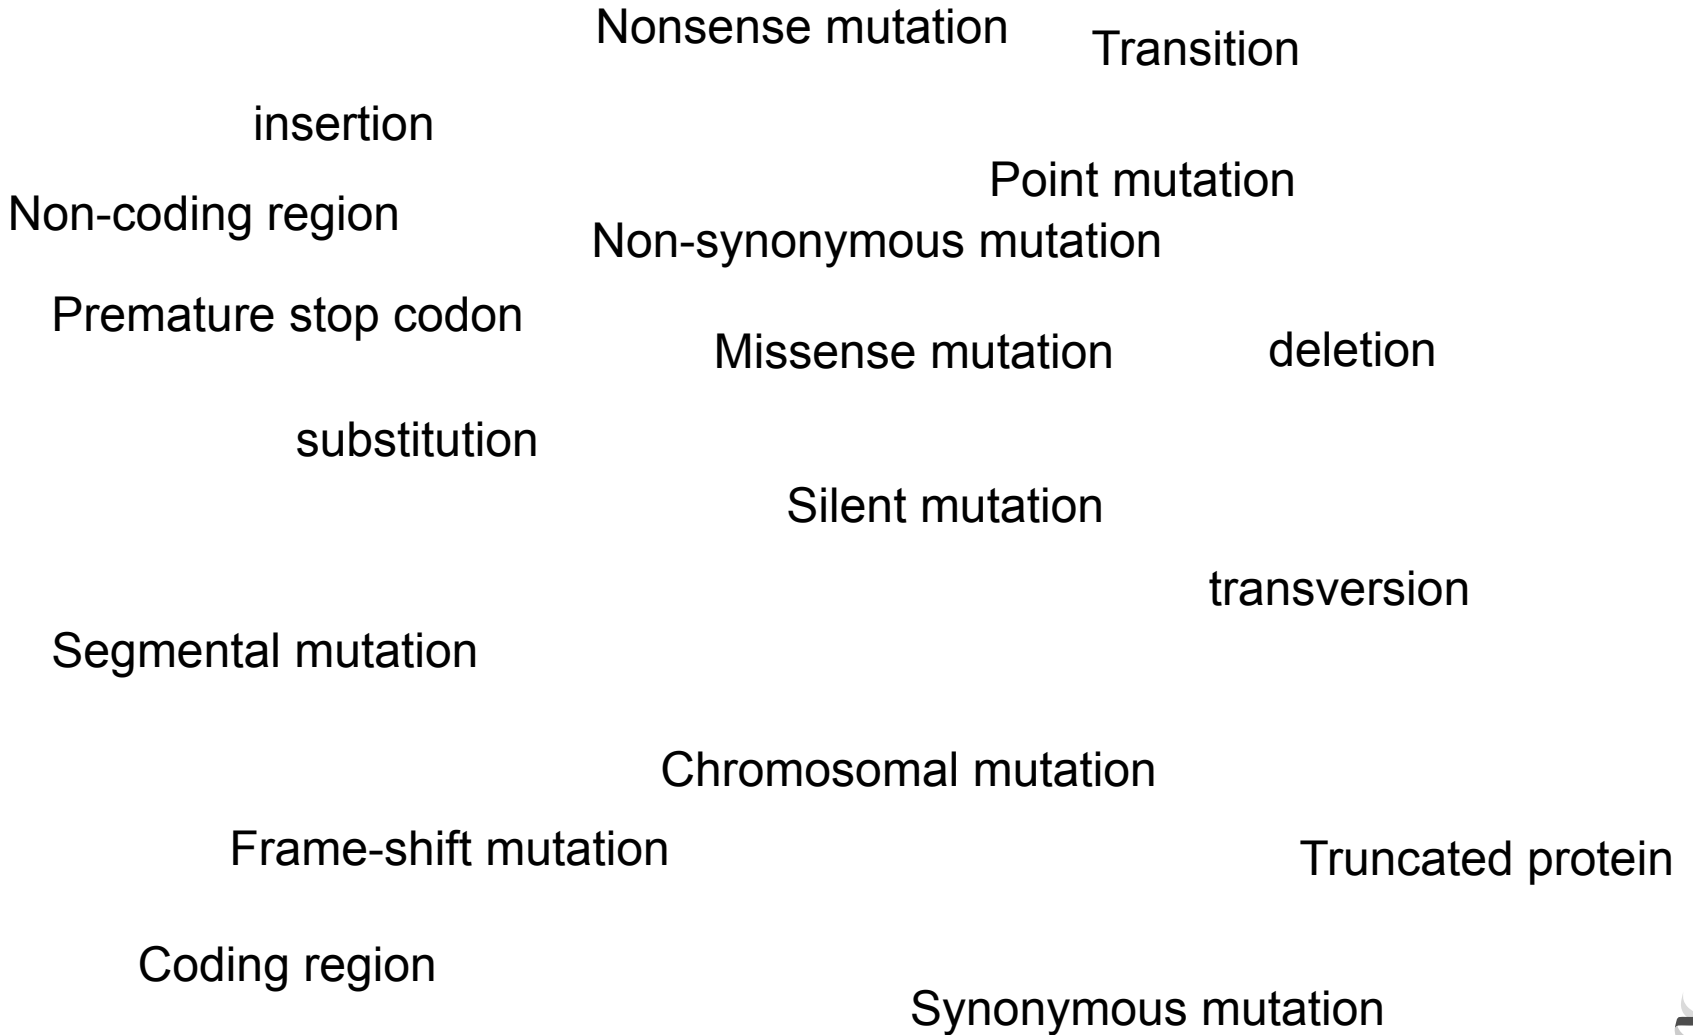 Nonsense mutation
Transition
insertion
Point mutation
Non-coding region
Non-synonymous mutation
Premature stop codon
Missense mutation
deletion
substitution
Silent mutation
transversion
Segmental mutation
Chromosomal mutation
Frame-shift mutation
Truncated protein
Coding region
Synonymous mutation